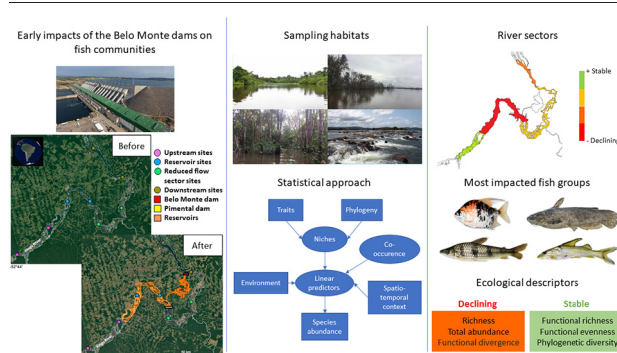 Early impacts of the Belo Monte dams on
fish communities
Before
Upstream sites
Reservoir sites
Reduced flow
sector sites
Downstream sites
Belo Monte dam
Pimental dam
Reservoirs
After
-52°44'
Sampling habitats
Statistical approach
Traits
Phylogeny
Niches
Co-
occurence
Environment
Linear
predictors
Spatio-
temporal
context
Species
abundance
River sectors
+ Stable
- Declining
Most impacted fish groups
Ecological descriptors
Declining
Stable
Richness
Total abundance
Functional divergence
Functional richness
Functional evenness
Phylogenetic diversity